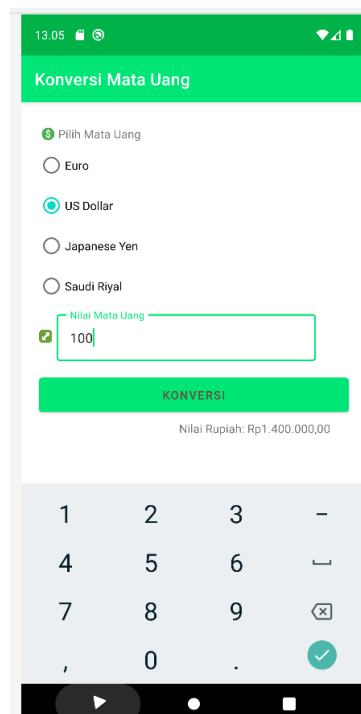 13.05
Konversi Mata Uang
Pilih Mata Uang
Euro
US Dollar
Japanese Yen
Saudi Riyal
Nilai Mata Uang
100
KONVERSI
Nilai Rupiah: Rp1.400.000,00
1 2 3 −
4 5 6
7 8 9
, 0 .